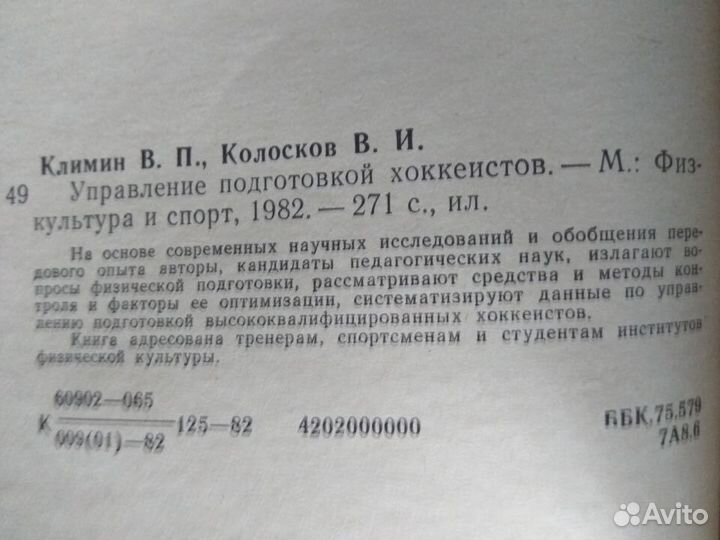 Климин В. П., Колосков В. И.
49 Управление подготовкой хоккеистов. — М.: Физ-
культура и спорт, 1982. — 271 с., ил.
На основе современных научных исследований и обобщения пере-
дового опыта авторы, кандидаты педагогических наук, излагают во-
просы физической подготовки, рассматривают средства и методы кон-
троля и факторы ее оптимизации, систематизируют данные по управ-
лению подготовкой высококвалифицированных хоккеистов.
Книга адресована тренерам, спортсменам и студентам институтов
физической культуры.
60902—065
К 125—82 4202000000 ББК.75.579
009(01)—82 7А8.6
Avito